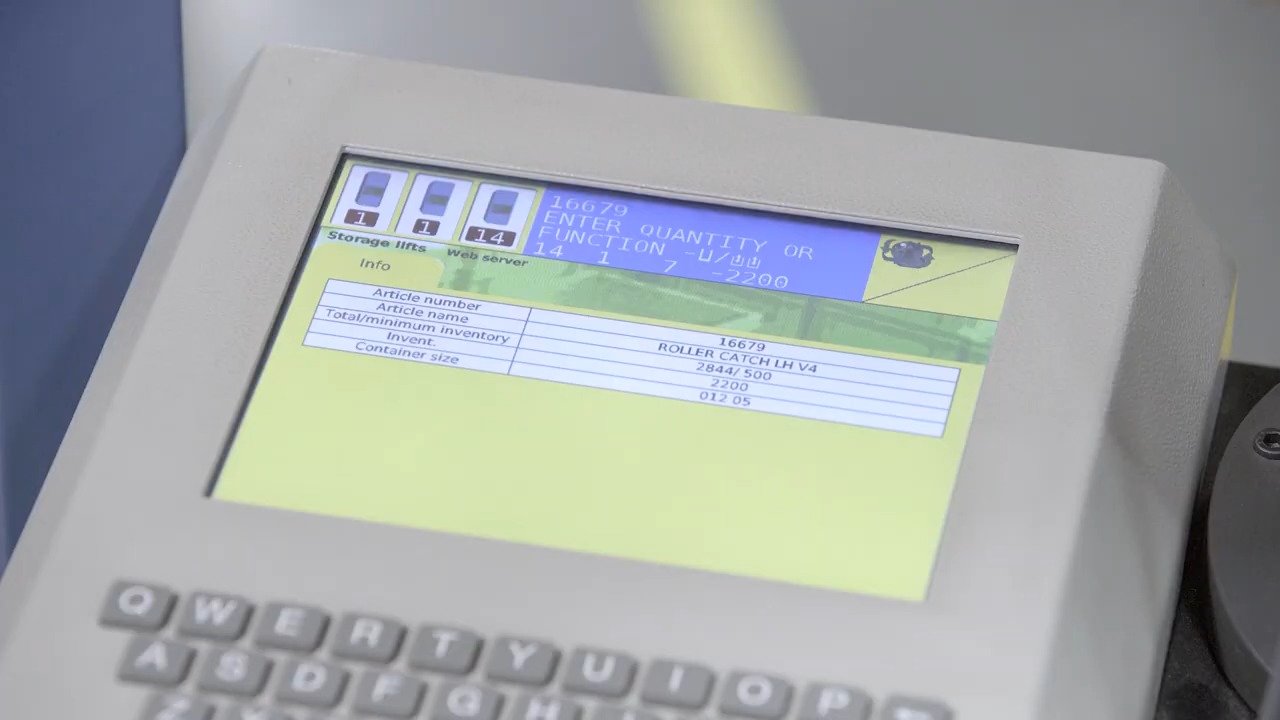 1
1
14
Storage lifts
Web server
16679
ENTER QUANTITY OR
FUNCTION
14 1 7 -2200
Info
Article number 16679
Article name ROLLER CATCH LH V4
Total/minimum inventory 2844/ 500
Invent. 2200
Container size 012 05
Q W E R T Y U I O P
A S D F G H
Z